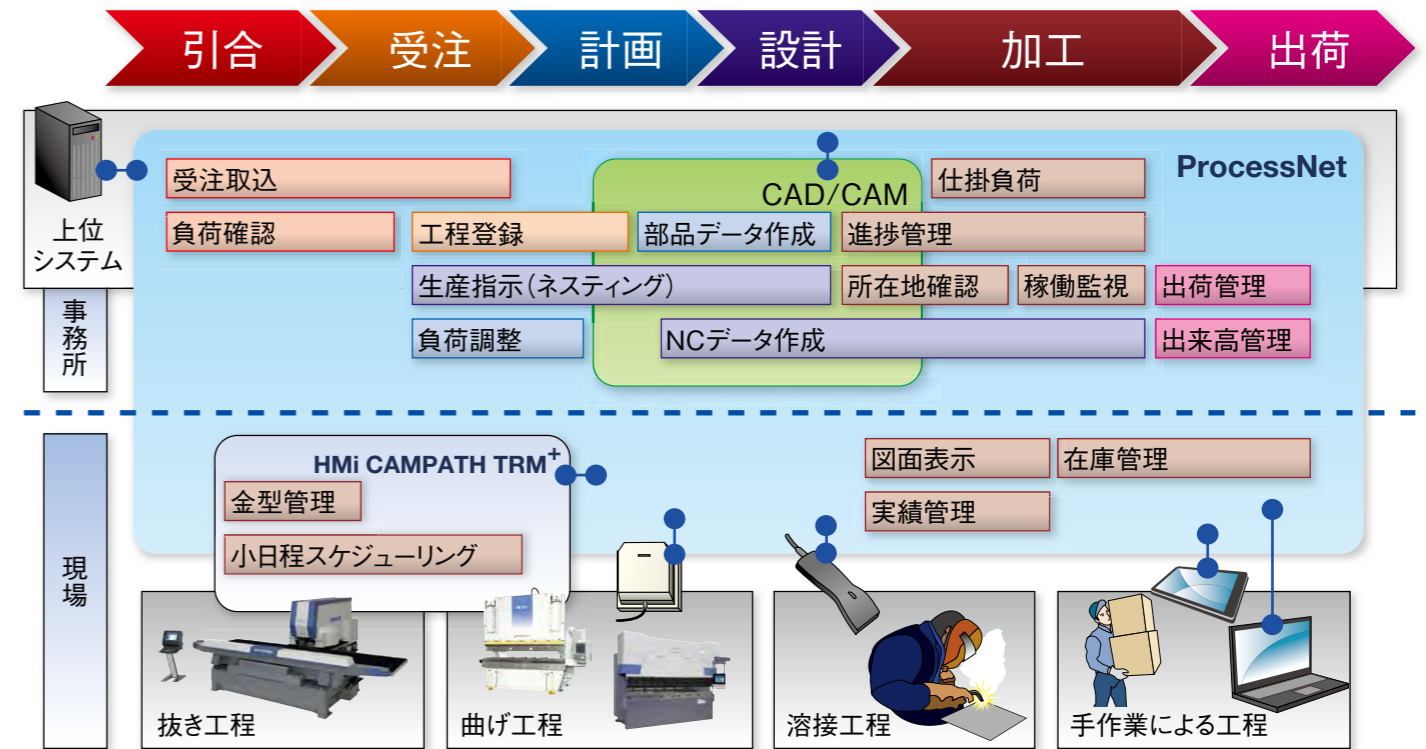 引合
受注
計画
設計
加工
出荷
ProcessNet
上位
システム
受注取込
CAD/CAM
仕掛負荷
負荷確認
工程登録
部品データ作成
進捗管理
生産指示(ネスティング)
所在地確認
稼働監視
出荷管理
負荷調整
NCデータ作成
出来高管理
事務所
現場
HMi CAMPATH TRM+
金型管理
小日程スケジューリング
図面表示
在庫管理
実績管理
抜き工程
曲げ工程
溶接工程
手作業による工程